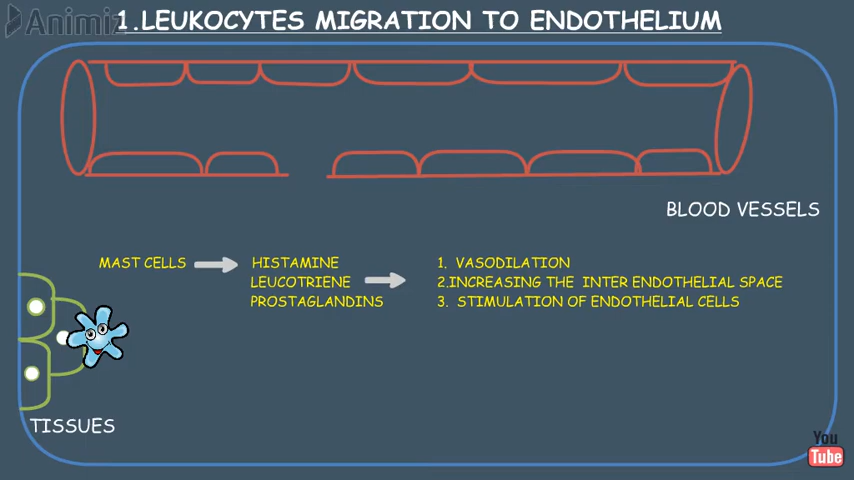 Animiz
1.LEUKOCYTES MIGRATION TO ENDOTHELIUM
BLOOD VESSELS
MAST CELLS
HISTAMINE
LEUCOTRIENE
PROSTAGLANDINS
1. VASODILATION
2.INCREASING THE INTER ENDOTHELIAL SPACE
3. STIMULATION OF ENDOTHELIAL CELLS
TISSUES
You
Tube